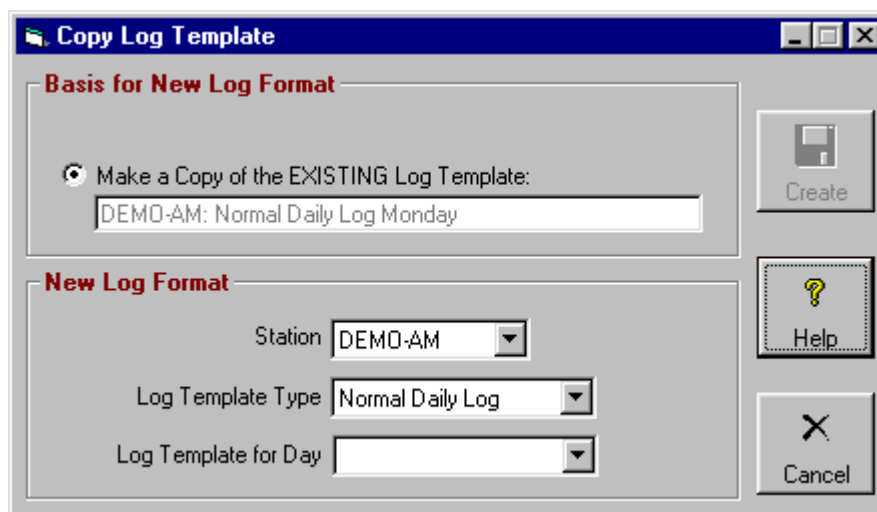 Copy Log Template
Basis for New Log Format
Make a Copy of the EXISTING Log Template:
DEMO-AM: Normal Daily Log Monday
Create
New Log Format
Station DEMO-AM
Log Template Type Normal Daily Log
Log Template for Day
? Help
Cancel